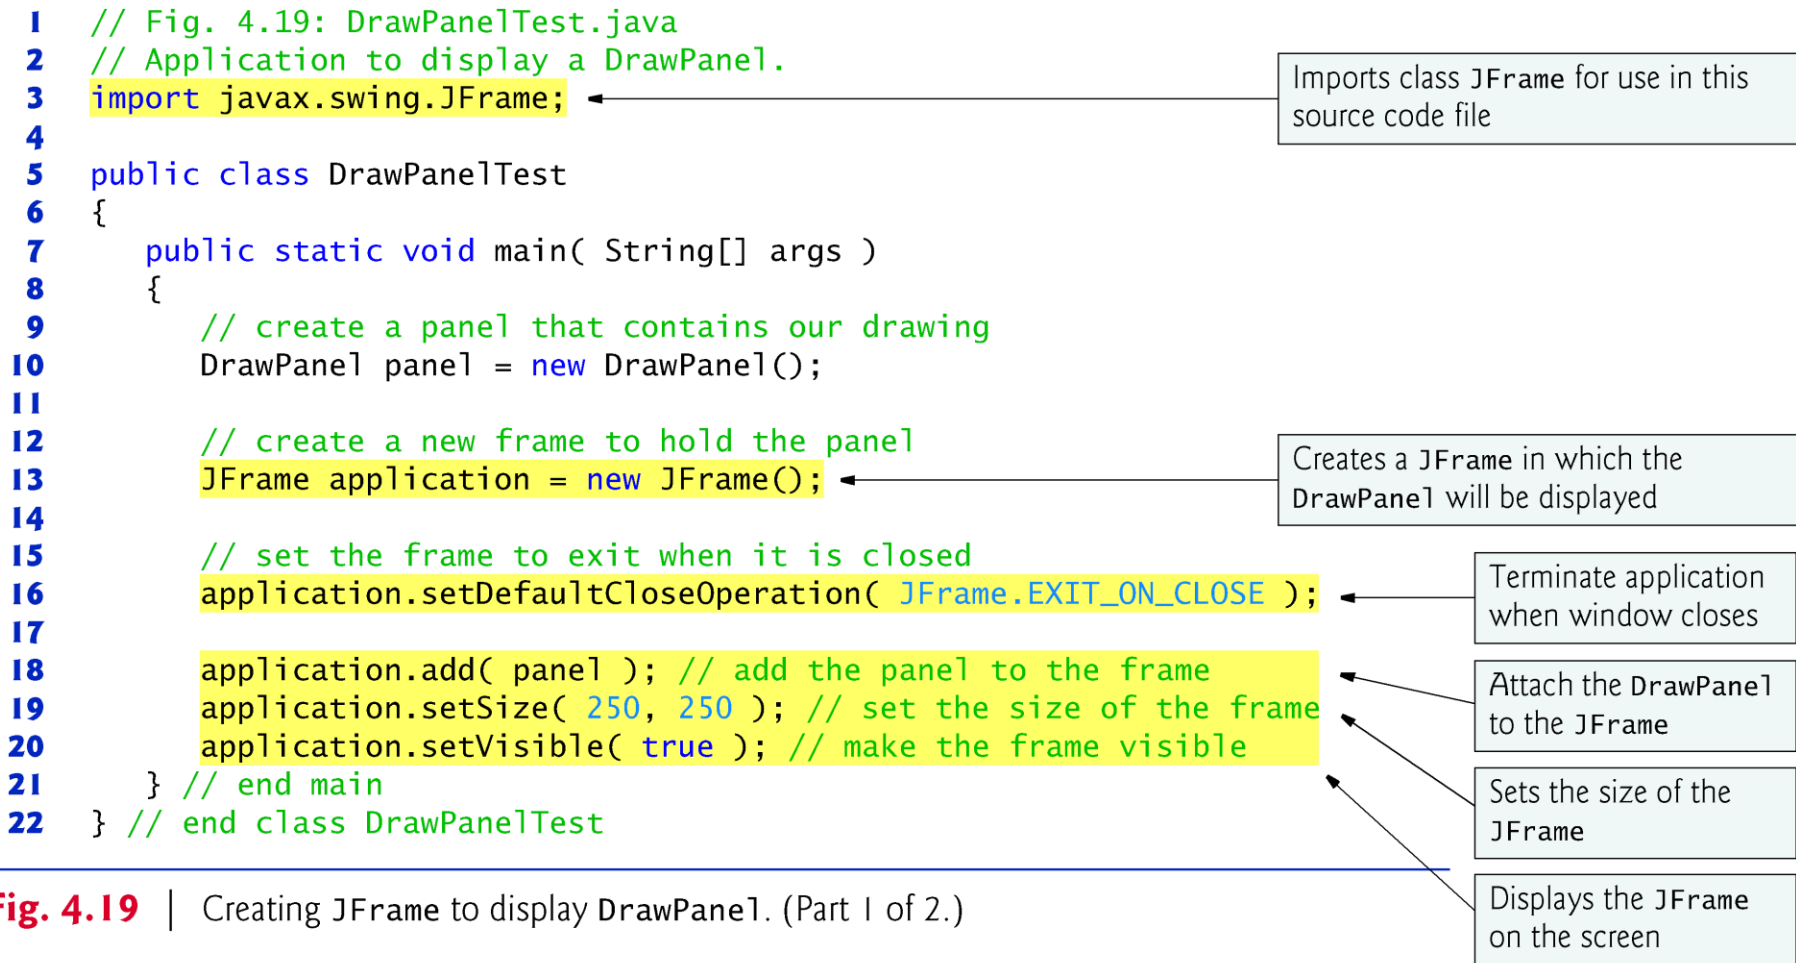 1 // Fig. 4.19: DrawPanelTest.java
2 // Application to display a DrawPanel.
3 import javax.swing.JFrame;
Imports class JFrame for use in this
source code file
4
5 public class DrawPanelTest
6 {
7 public static void main( String[] args )
8 {
9 // create a panel that contains our drawing
10 DrawPanel panel = new DrawPanel();
11
12 // create a new frame to hold the panel
13 JFrame application = new JFrame();
Creates a JFrame in which the
DrawPanel will be displayed
14
15 // set the frame to exit when it is closed
16 application.setDefaultCloseOperation( JFrame.EXIT_ON_CLOSE );
Terminate application
when window closes
17
18 application.add( panel ); // add the panel to the frame
Attach the DrawPanel
to the JFrame
19 application.setSize( 250, 250 ); // set the size of the frame
20 application.setVisible( true ); // make the frame visible
21 } // end main
Sets the size of the
JFrame
22 } // end class DrawPanelTest
Displays the JFrame
on the screen
Fig. 4.19 | Creating JFrame to display DrawPanel. (Part 1 of 2.)